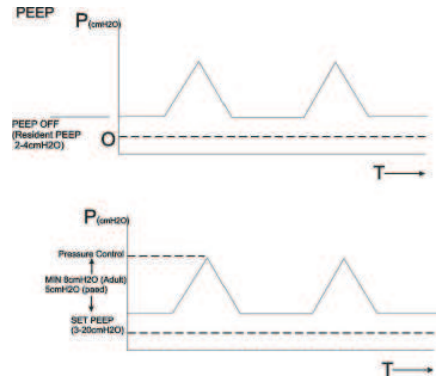 PEEP
P(cmH2O)
PEEP OFF
(Resident PEEP
2-4cmH2O)
O
T
P(cmH2O)
Pressure Control
MIN 8cmH2O (Adult)
5cmH2O (paed)
SET PEEP
(3-20cmH2O)
T